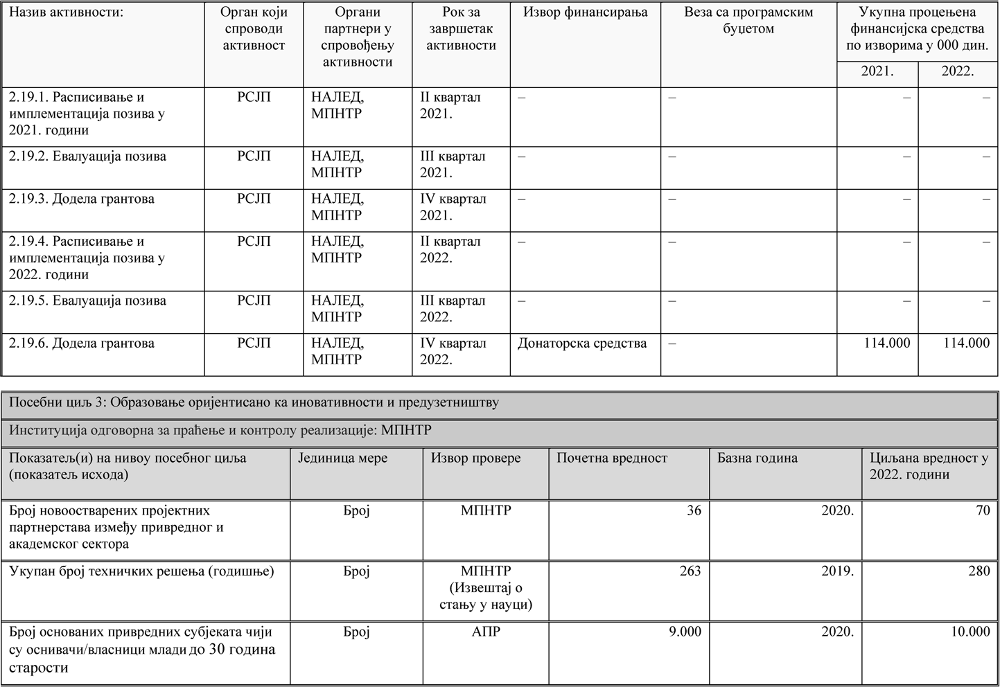 Назив активности:
Орган који
спроводи
активност
Органи
партнери у
спровођењу
активности
Рок за
завршетак
активности
Извор финансирања
Веза са програмским
буџетом
Укупна процењена
финансијска средства
по изворима у 000 дин.
2021.
2022.
2.19.1. Расписивање и
имплементација позива у
2021. години
РСЈП
НАЛЕД,
МПНТР
II квартал
2021.
–
–
–
–
2.19.2. Евалуација позива
РСЈП
НАЛЕД,
МПНТР
III квартал
2021.
–
–
–
–
2.19.3. Додела грантова
РСЈП
НАЛЕД,
МПНТР
IV квартал
2021.
–
–
–
–
2.19.4. Расписивање и
имплементација позива у
2022. години
РСЈП
НАЛЕД,
МПНТР
II квартал
2022.
–
–
–
–
2.19.5. Евалуација позива
РСЈП
НАЛЕД,
МПНТР
III квартал
2022.
–
–
–
–
2.19.6. Додела грантова
РСЈП
НАЛЕД,
МПНТР
IV квартал
2022.
Донаторска средства
–
114.000
114.000
Посебни циљ 3: Образовање оријентисано ка иновативности и предузетништву
Институција одговорна за праћење и контролу реализације: МПНТР
Показатељ(и) на нивоу посебног циља
(показатељ исхода)
Јединица мере
Извор провере
Почетна вредност
Базна година
Циљана вредност у
2022. години
Број новоостварених пројектних
партнерстава између привредног и
академског сектора
Број
МПНТР
36
2020.
70
Укупан број техничких решења (годишње)
Број
МПНТР
(Извештај о
стању у науци)
263
2019.
280
Број основаних привредних субјеката чији
су оснивачи/власници млади до 30 година
старости
Број
АПР
9.000
2020.
10.000